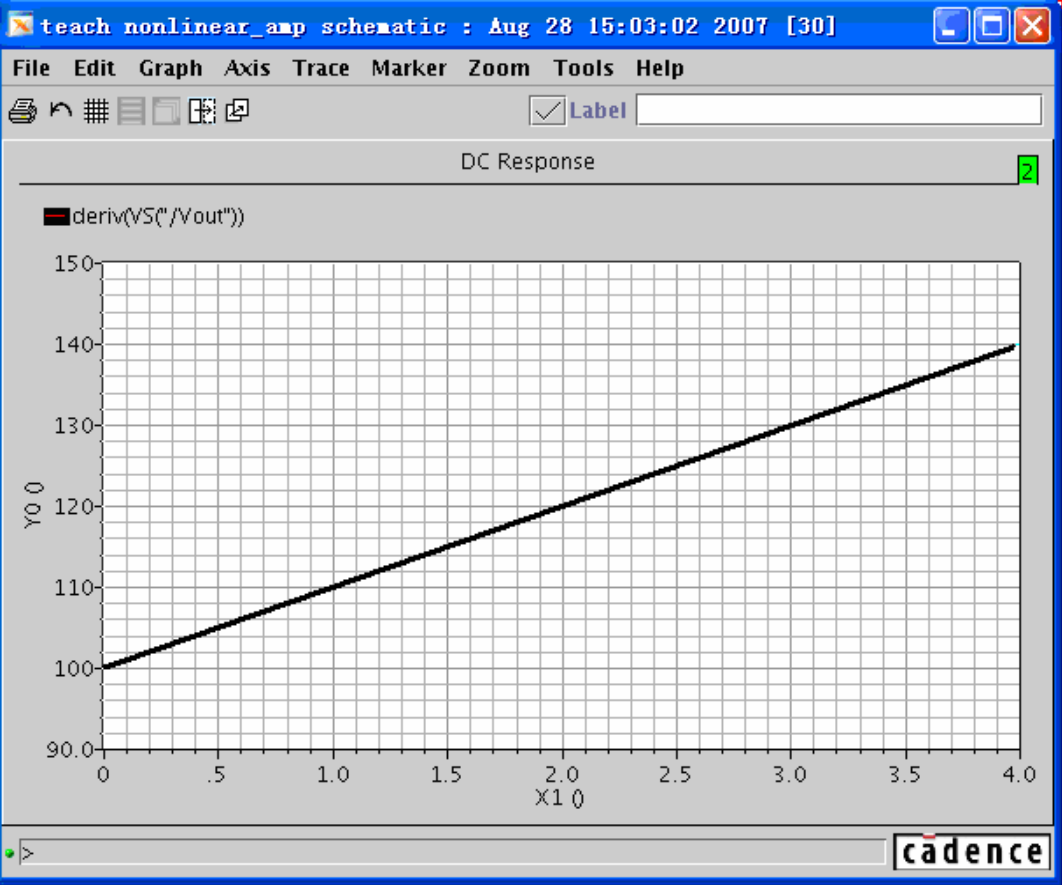 teach nonlinear_amp schematic : Aug 28 15:03:02 2007 [30]
File Edit Graph Axis Trace Marker Zoom Tools Help
Label
DC Response
2
deriv(VS("/Vout"))
150
140
130
120
110
100
90.0
Y0 ()
0 .5 1.0 1.5 2.0 2.5 3.0 3.5 4.0
X1 ()
>
cādence